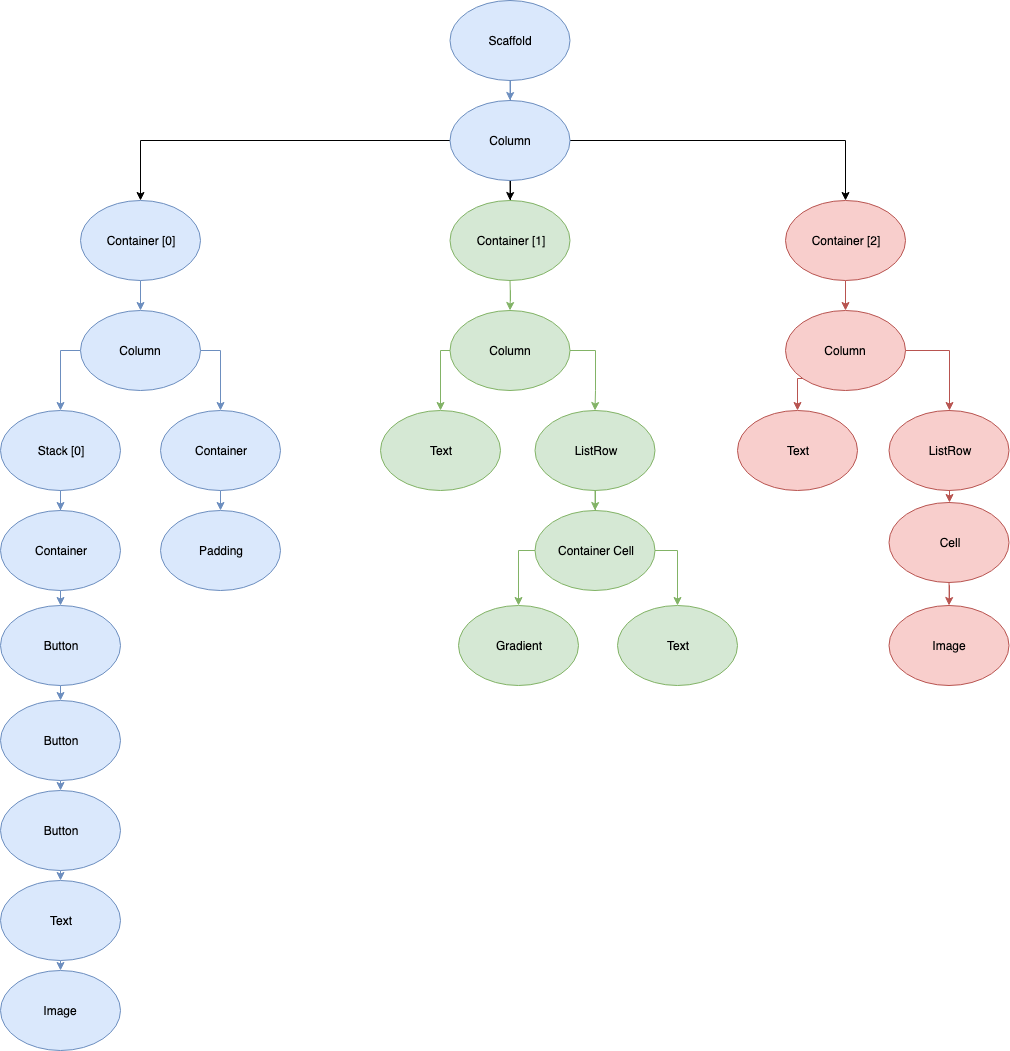 Scaffold
Column
Container [0]
Container [1]
Container [2]
Column
Column
Column
Stack [0]
Container
Text
ListRow
Text
ListRow
Container
Padding
Container Cell
Cell
Button
Gradient
Text
Image
Button
Button
Text
Image